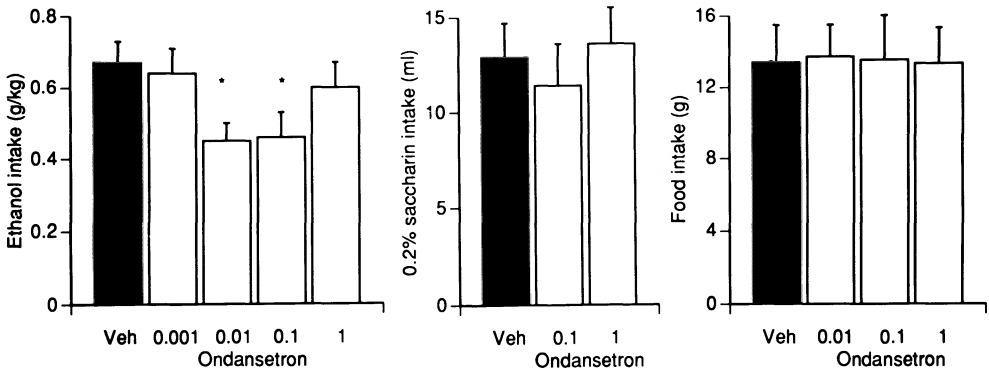 Ethanol intake (g/kg)
0.8
0.6
0.4
0.2
0
* *
Veh 0.001 0.01 0.1 1
Ondansetron
0.2% saccharin intake (ml)
15
10
5
0
Veh 0.1 1
Ondansetron
Food intake (g)
16
12
8
4
0
Veh 0.01 0.1 1
Ondansetron